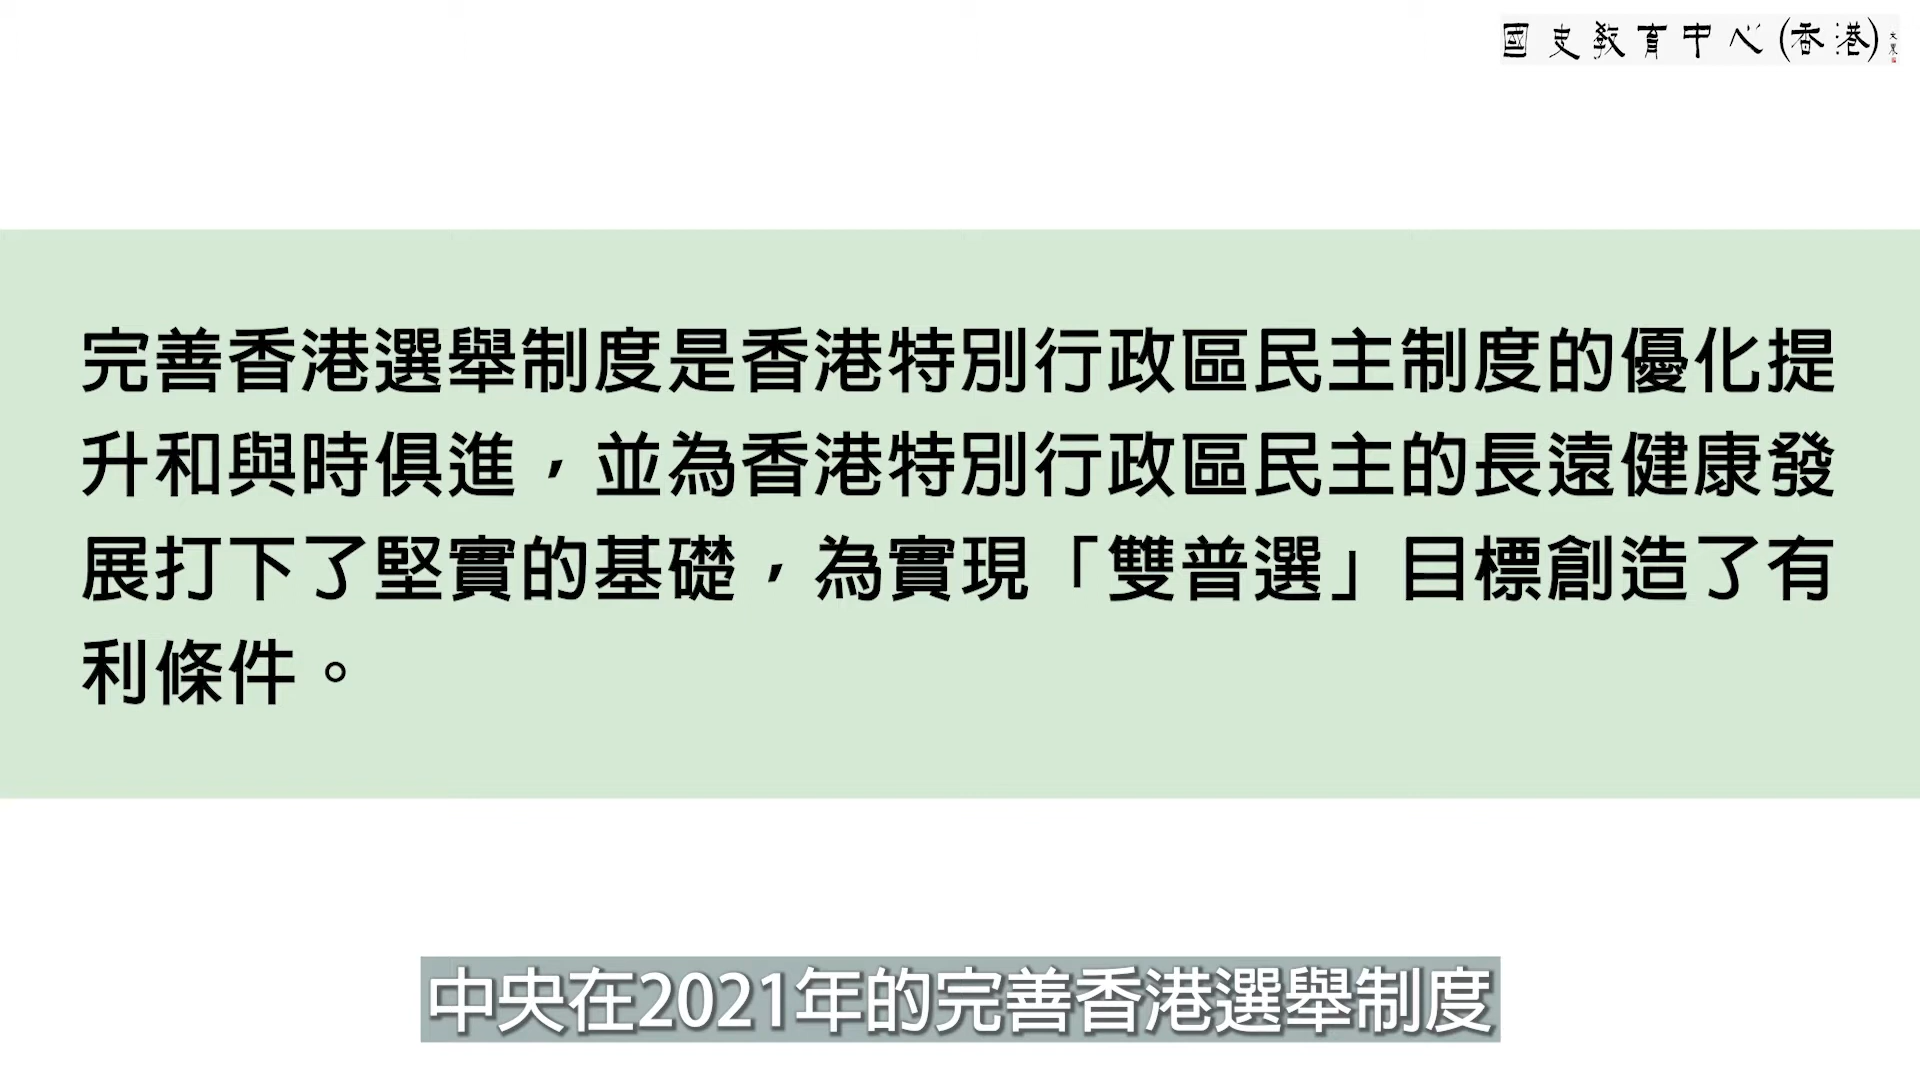 國史教育中心(香港)
完善香港選舉制度是香港特別行政區民主制度的優化提
升和與時俱進，並為香港特別行政區民主的長遠健康發
展打下了堅實的基礎，為實現「雙普選」目標創造了有
利條件。
中央在2021年的完善香港選舉制度